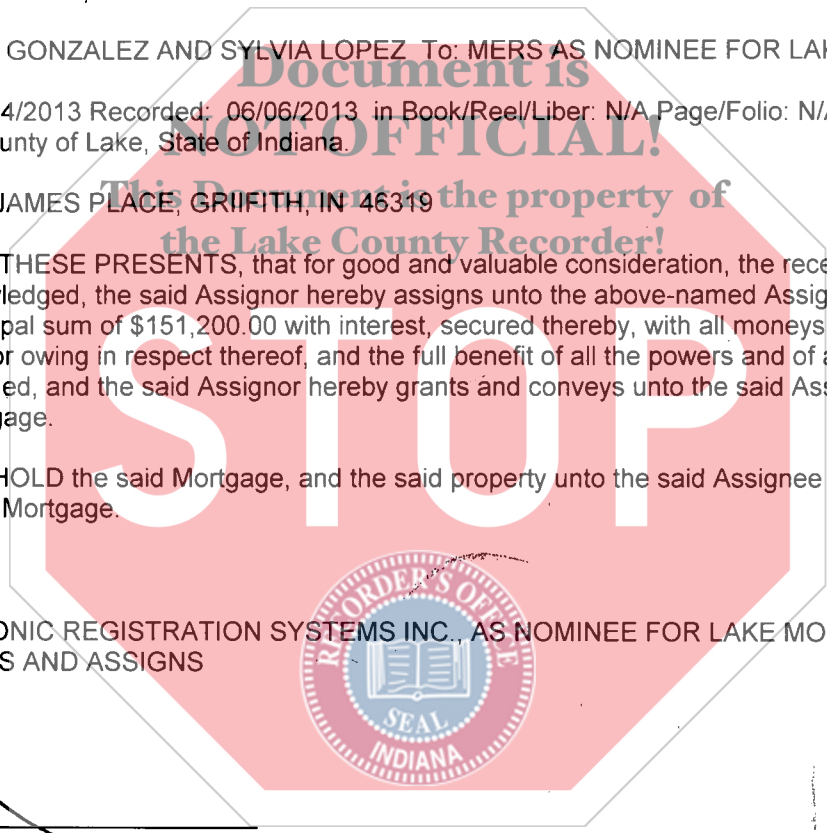 GONZALEZ AND SYLVIA LOPEZ To: MERS AS NOMINEE FOR LAK
Document is
4/2013 Recorded: 06/06/2013 in Book/Reel/Liber: N/A Page/Folio: N/A
unty of Lake, State of Indiana.
NOT OFFICIAL!
JAMES PLACE, GRIIFITH, IN 46319
This Document is the property of
the Lake County Recorder!
THESE PRESENTS, that for good and valuable consideration, the rece
ledged, the said Assignor hereby assigns unto the above-named Assig
pal sum of $151,200.00 with interest, secured thereby, with all moneys
or owing in respect thereof, and the full benefit of all the powers and of a
ed, and the said Assignor hereby grants and conveys unto the said Ass
gage.
STOP
HOLD the said Mortgage, and the said property unto the said Assignee
Mortgage.
RECORDER'S OFFICE
ONIC REGISTRATION SYSTEMS INC., AS NOMINEE FOR LAKE MO
S AND ASSIGNS
SEAL
INDIANA